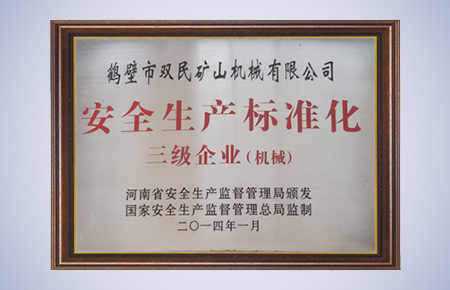 鹤壁市双民矿山机械有限公司
安全生产标准化
三级企业(机械)
河南省安全生产监督管理局颁发
国家安全生产监督管理总局监制
二〇一四年一月